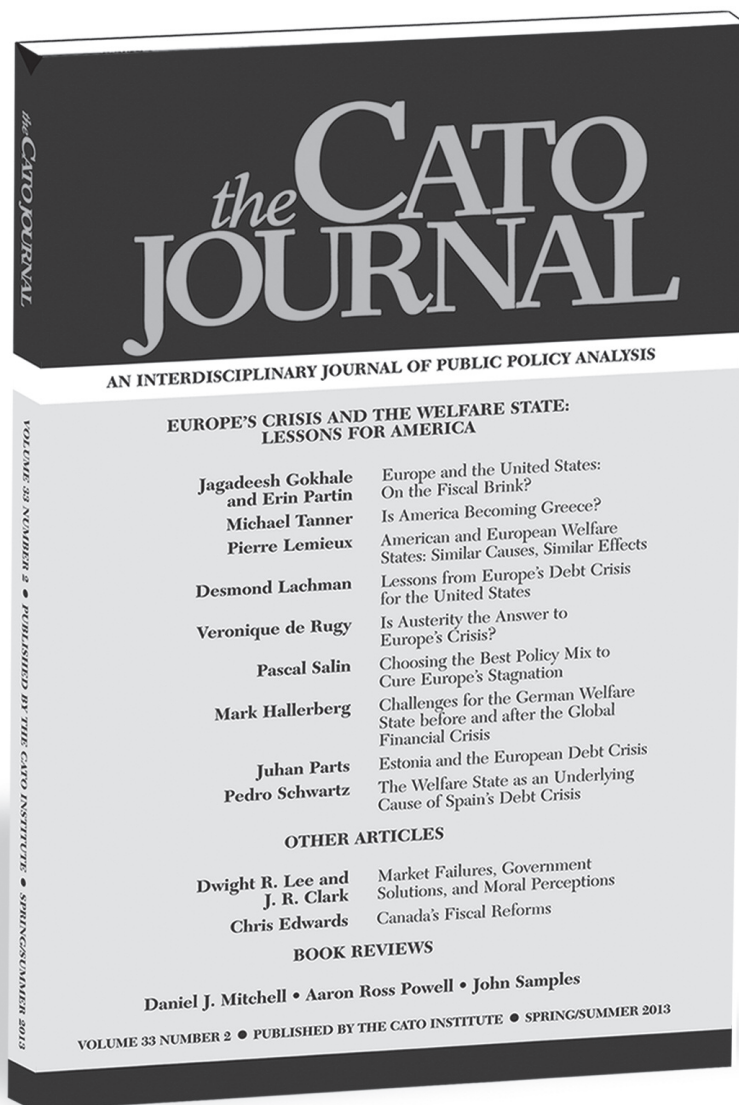 the CATO
JOURNAL
AN INTERDISCIPLINARY JOURNAL OF PUBLIC POLICY ANALYSIS
EUROPE'S CRISIS AND THE WELFARE STATE:
LESSONS FOR AMERICA
Jagadeesh Gokhale Europe and the United States:
and Erin Partin On the Fiscal Brink?
Michael Tanner Is America Becoming Greece?
Pierre Lemieux American and European Welfare
States: Similar Causes, Similar Effects
Desmond Lachman Lessons from Europe's Debt Crisis
for the United States
Veronique de Rugy Is Austerity the Answer to
Europe's Crisis?
Pascal Salin Choosing the Best Policy Mix to
Cure Europe's Stagnation
Mark Hallerberg Challenges for the German Welfare
State before and after the Global
Financial Crisis
Juhan Parts Estonia and the European Debt Crisis
Pedro Schwartz The Welfare State as an Underlying
Cause of Spain's Debt Crisis
OTHER ARTICLES
Dwight R. Lee and Market Failures, Government
J. R. Clark Solutions, and Moral Perceptions
Chris Edwards Canada's Fiscal Reforms
BOOK REVIEWS
Daniel J. Mitchell • Aaron Ross Powell • John Samples
VOLUME 33 NUMBER 2 ● PUBLISHED BY THE CATO INSTITUTE ● SPRING/SUMMER 2013
the CATO JOURNAL
VOLUME 33 NUMBER 2 ● PUBLISHED BY THE CATO INSTITUTE ● SPRING/SUMMER 2013